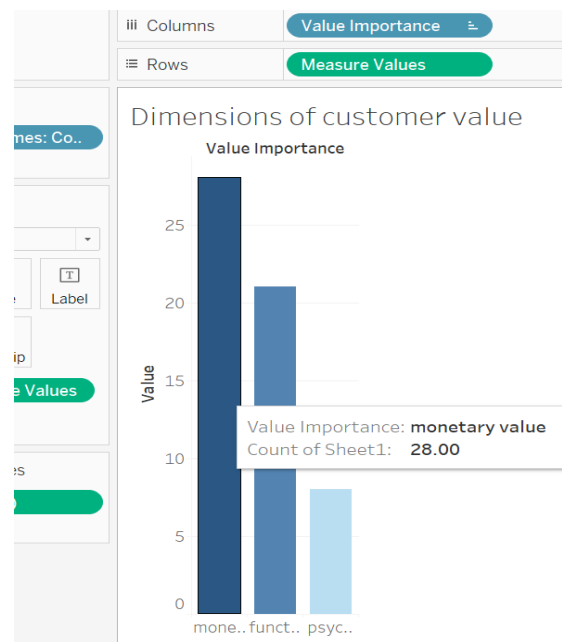 Columns
Value Importance
Rows
Measure Values
Dimensions of customer value
mes: Co..
Value Importance
25
Label
20
ip
e Values
15
Value
Value Importance: monetary value
Count of Sheet1: 28.00
10
es
5
0
mone.. funct.. psyc..